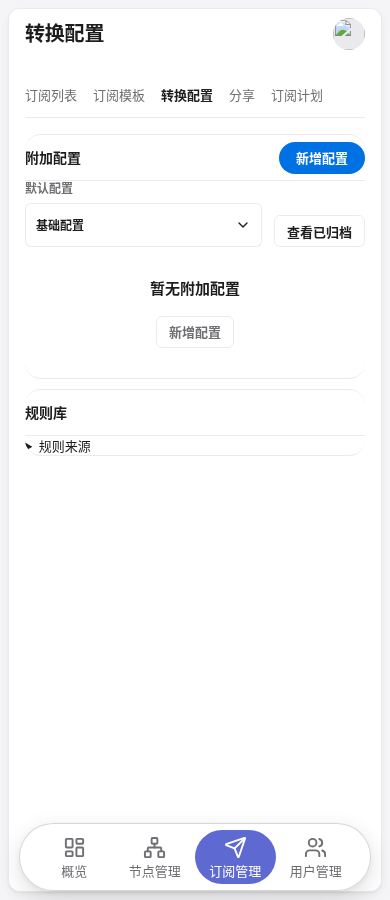 转换配置
订阅列表 订阅模板 转换配置 分享 订阅计划
附加配置 新增配置
默认配置
基础配置 查看已归档
暂无附加配置
新增配置
规则库
规则来源
概览 节点管理 订阅管理 用户管理